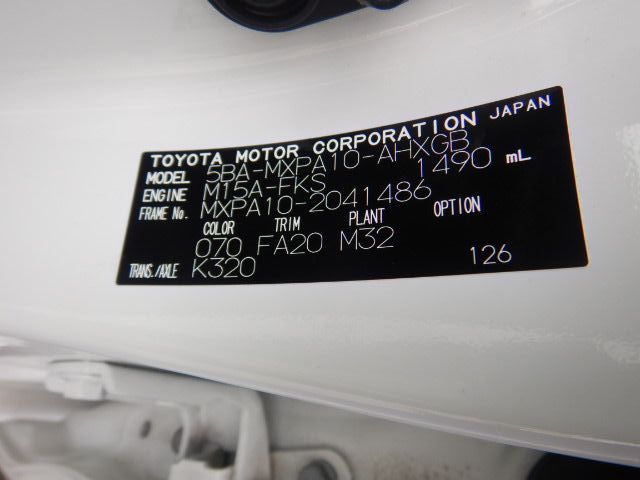 TOYOTA MOTOR CORPORATION JAPAN
MODEL 5BA-MXPA10-AHXGB
ENGINE M15A-FKS 1490 mL
FRAME No. MXPA10-2041486
COLOR TRIM PLANT OPTION
070 FA20 M32
TRANS./AXLE K320 126